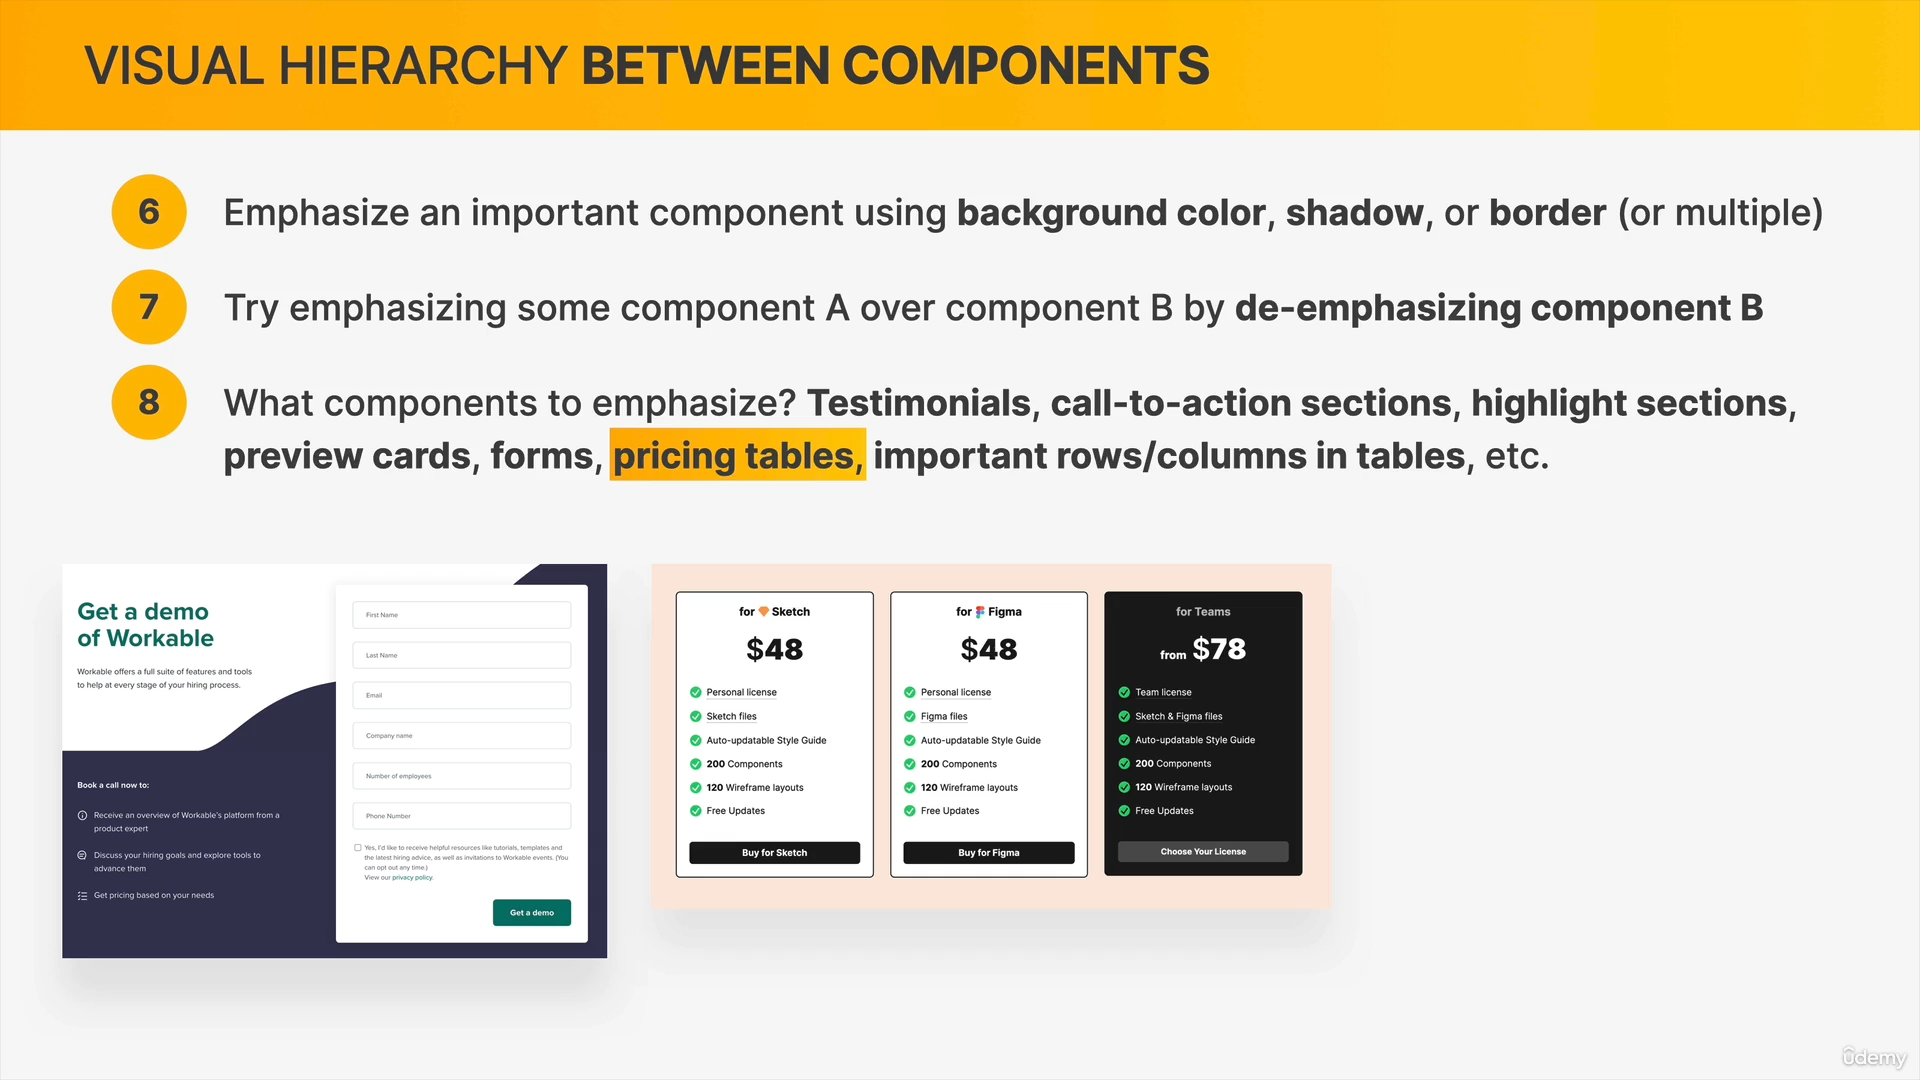 VISUAL HIERARCHY BETWEEN COMPONENTS
6
Emphasize an important component using background color, shadow, or border (or multiple)
7
Try emphasizing some component A over component B by de-emphasizing component B
8
What components to emphasize? Testimonials, call-to-action sections, highlight sections,
preview cards, forms, pricing tables, important rows/columns in tables, etc.
Get a demo
of Workable
Workable offers a full suite of features and tools
to help at every stage of your hiring process.
Book a call now to:
Receive an overview of Workable's platform from a
product expert
Discuss your hiring goals and explore tools to
advance them
Get pricing based on your needs
First Name
Last Name
Email
Company name
Number of employees
Phone Number
Yes, I'd like to receive helpful resources like tutorials, templates and
the latest hiring advice, as well as invitations to Workable events. (You
can opt out any time.)
View our privacy policy.
Get a demo
for Sketch
$48
Personal license
Sketch files
Auto-updatable Style Guide
200 Components
120 Wireframe layouts
Free Updates
Buy for Sketch
for Figma
$48
Personal license
Figma files
Auto-updatable Style Guide
200 Components
120 Wireframe layouts
Free Updates
Buy for Figma
for Teams
from $78
Team license
Sketch & Figma files
Auto-updatable Style Guide
200 Components
120 Wireframe layouts
Free Updates
Choose Your License
ûdemy